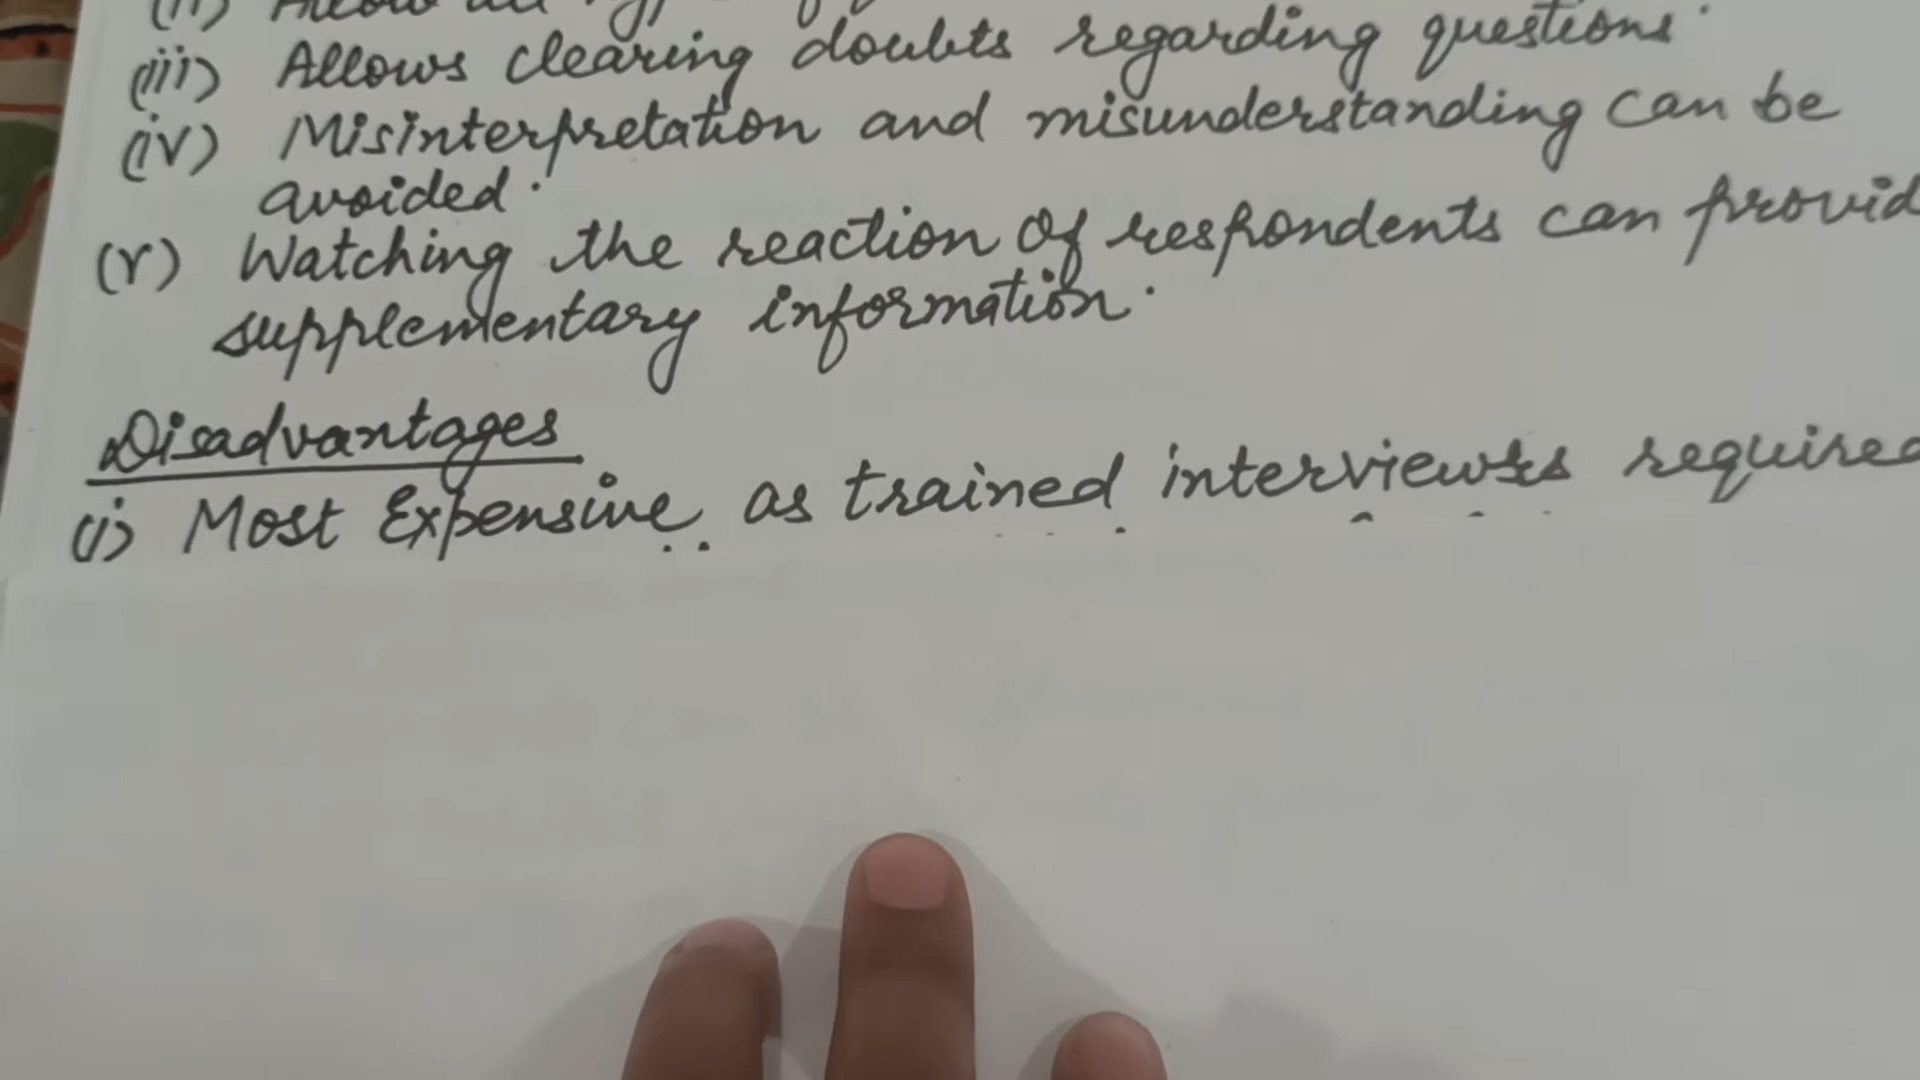 (iii) Allows clearing doubts regarding questions.
(iv) Misinterpretation and misunderstanding can be
avoided.
(v) Watching the reaction of respondents can provid
supplementary information.
Disadvantages
(i) Most Expensive as trained interviewers required